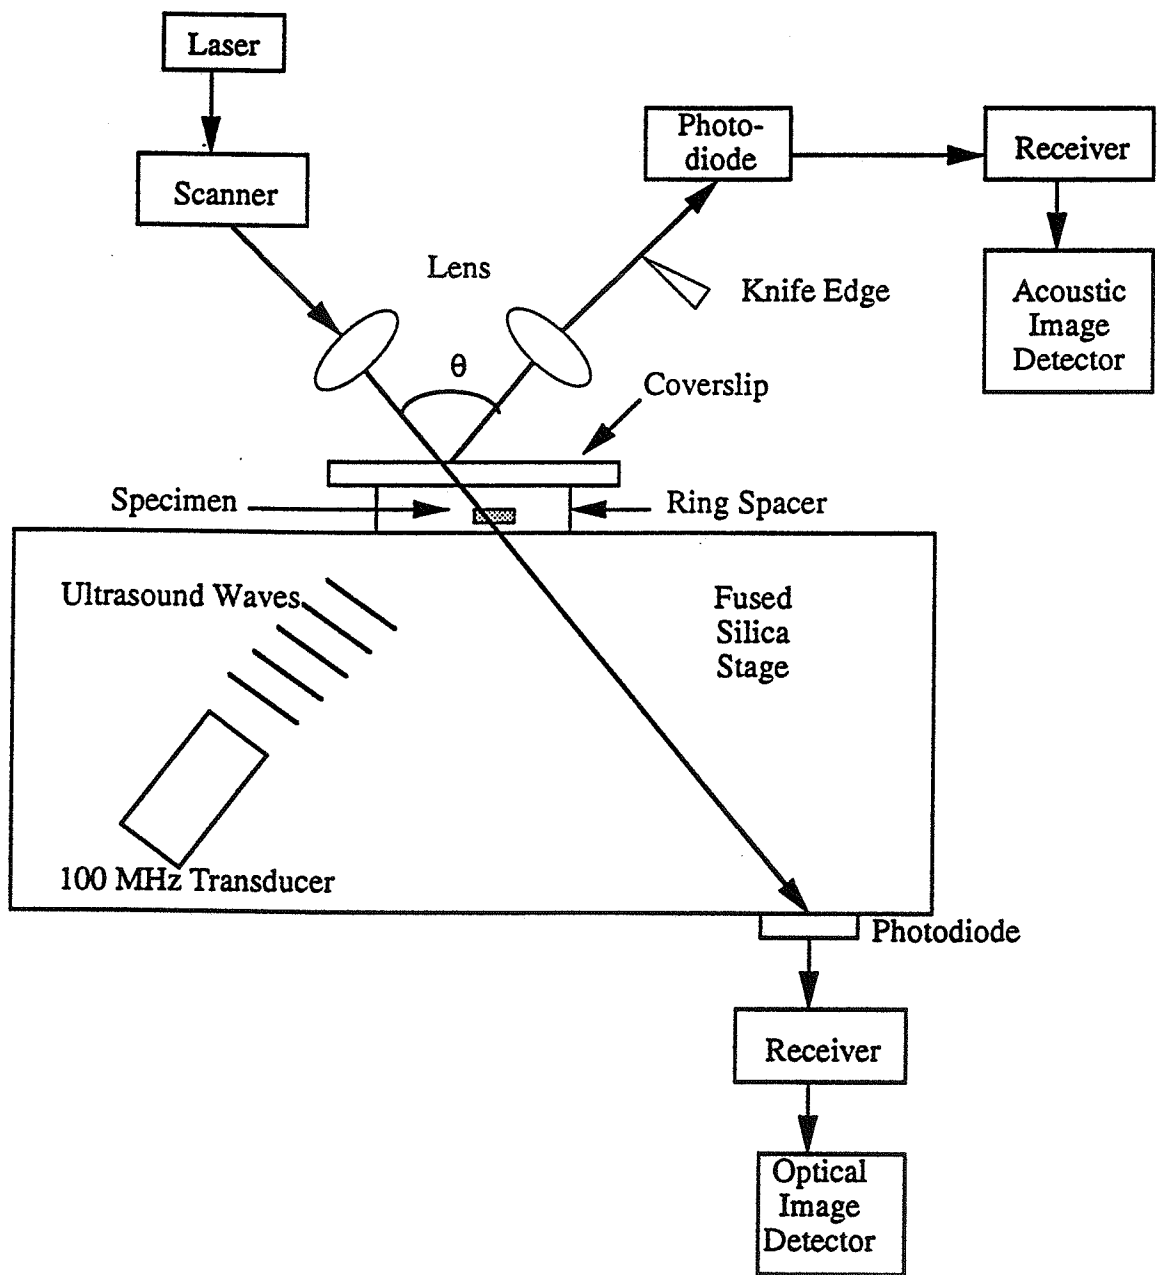 Laser
Scanner
Photo-
diode
Receiver
Lens
Knife Edge
Acoustic
Image
Detector
θ
Coverslip
Specimen
Ring Spacer
Ultrasound Waves
Fused
Silica
Stage
100 MHz Transducer
Photodiode
Receiver
Optical
Image
Detector